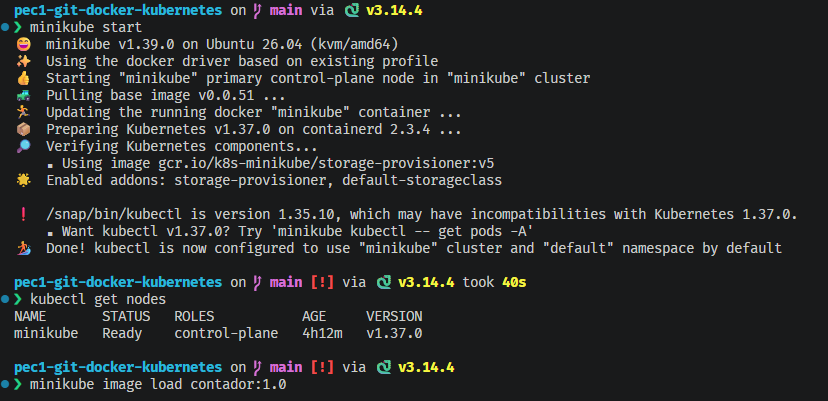 pec1-git-docker-kubernetes on main via v3.14.4
❯ minikube start
😄 minikube v1.39.0 on Ubuntu 26.04 (kvm/amd64)
✨ Using the docker driver based on existing profile
👍 Starting "minikube" primary control-plane node in "minikube" cluster
🚜 Pulling base image v0.0.51 ...
🏃 Updating the running docker "minikube" container ...
📦 Preparing Kubernetes v1.37.0 on containerd 2.3.4 ...
🔎 Verifying Kubernetes components...
▪ Using image gcr.io/k8s-minikube/storage-provisioner:v5
🌟 Enabled addons: storage-provisioner, default-storageclass
❗ /snap/bin/kubectl is version 1.35.10, which may have incompatibilities with Kubernetes 1.37.0.
▪ Want kubectl v1.37.0? Try 'minikube kubectl -- get pods -A'
🏄 Done! kubectl is now configured to use "minikube" cluster and "default" namespace by default
pec1-git-docker-kubernetes on main [!] via v3.14.4 took 40s
❯ kubectl get nodes
NAME STATUS ROLES AGE VERSION
minikube Ready control-plane 4h12m v1.37.0
pec1-git-docker-kubernetes on main [!] via v3.14.4
❯ minikube image load contador:1.0